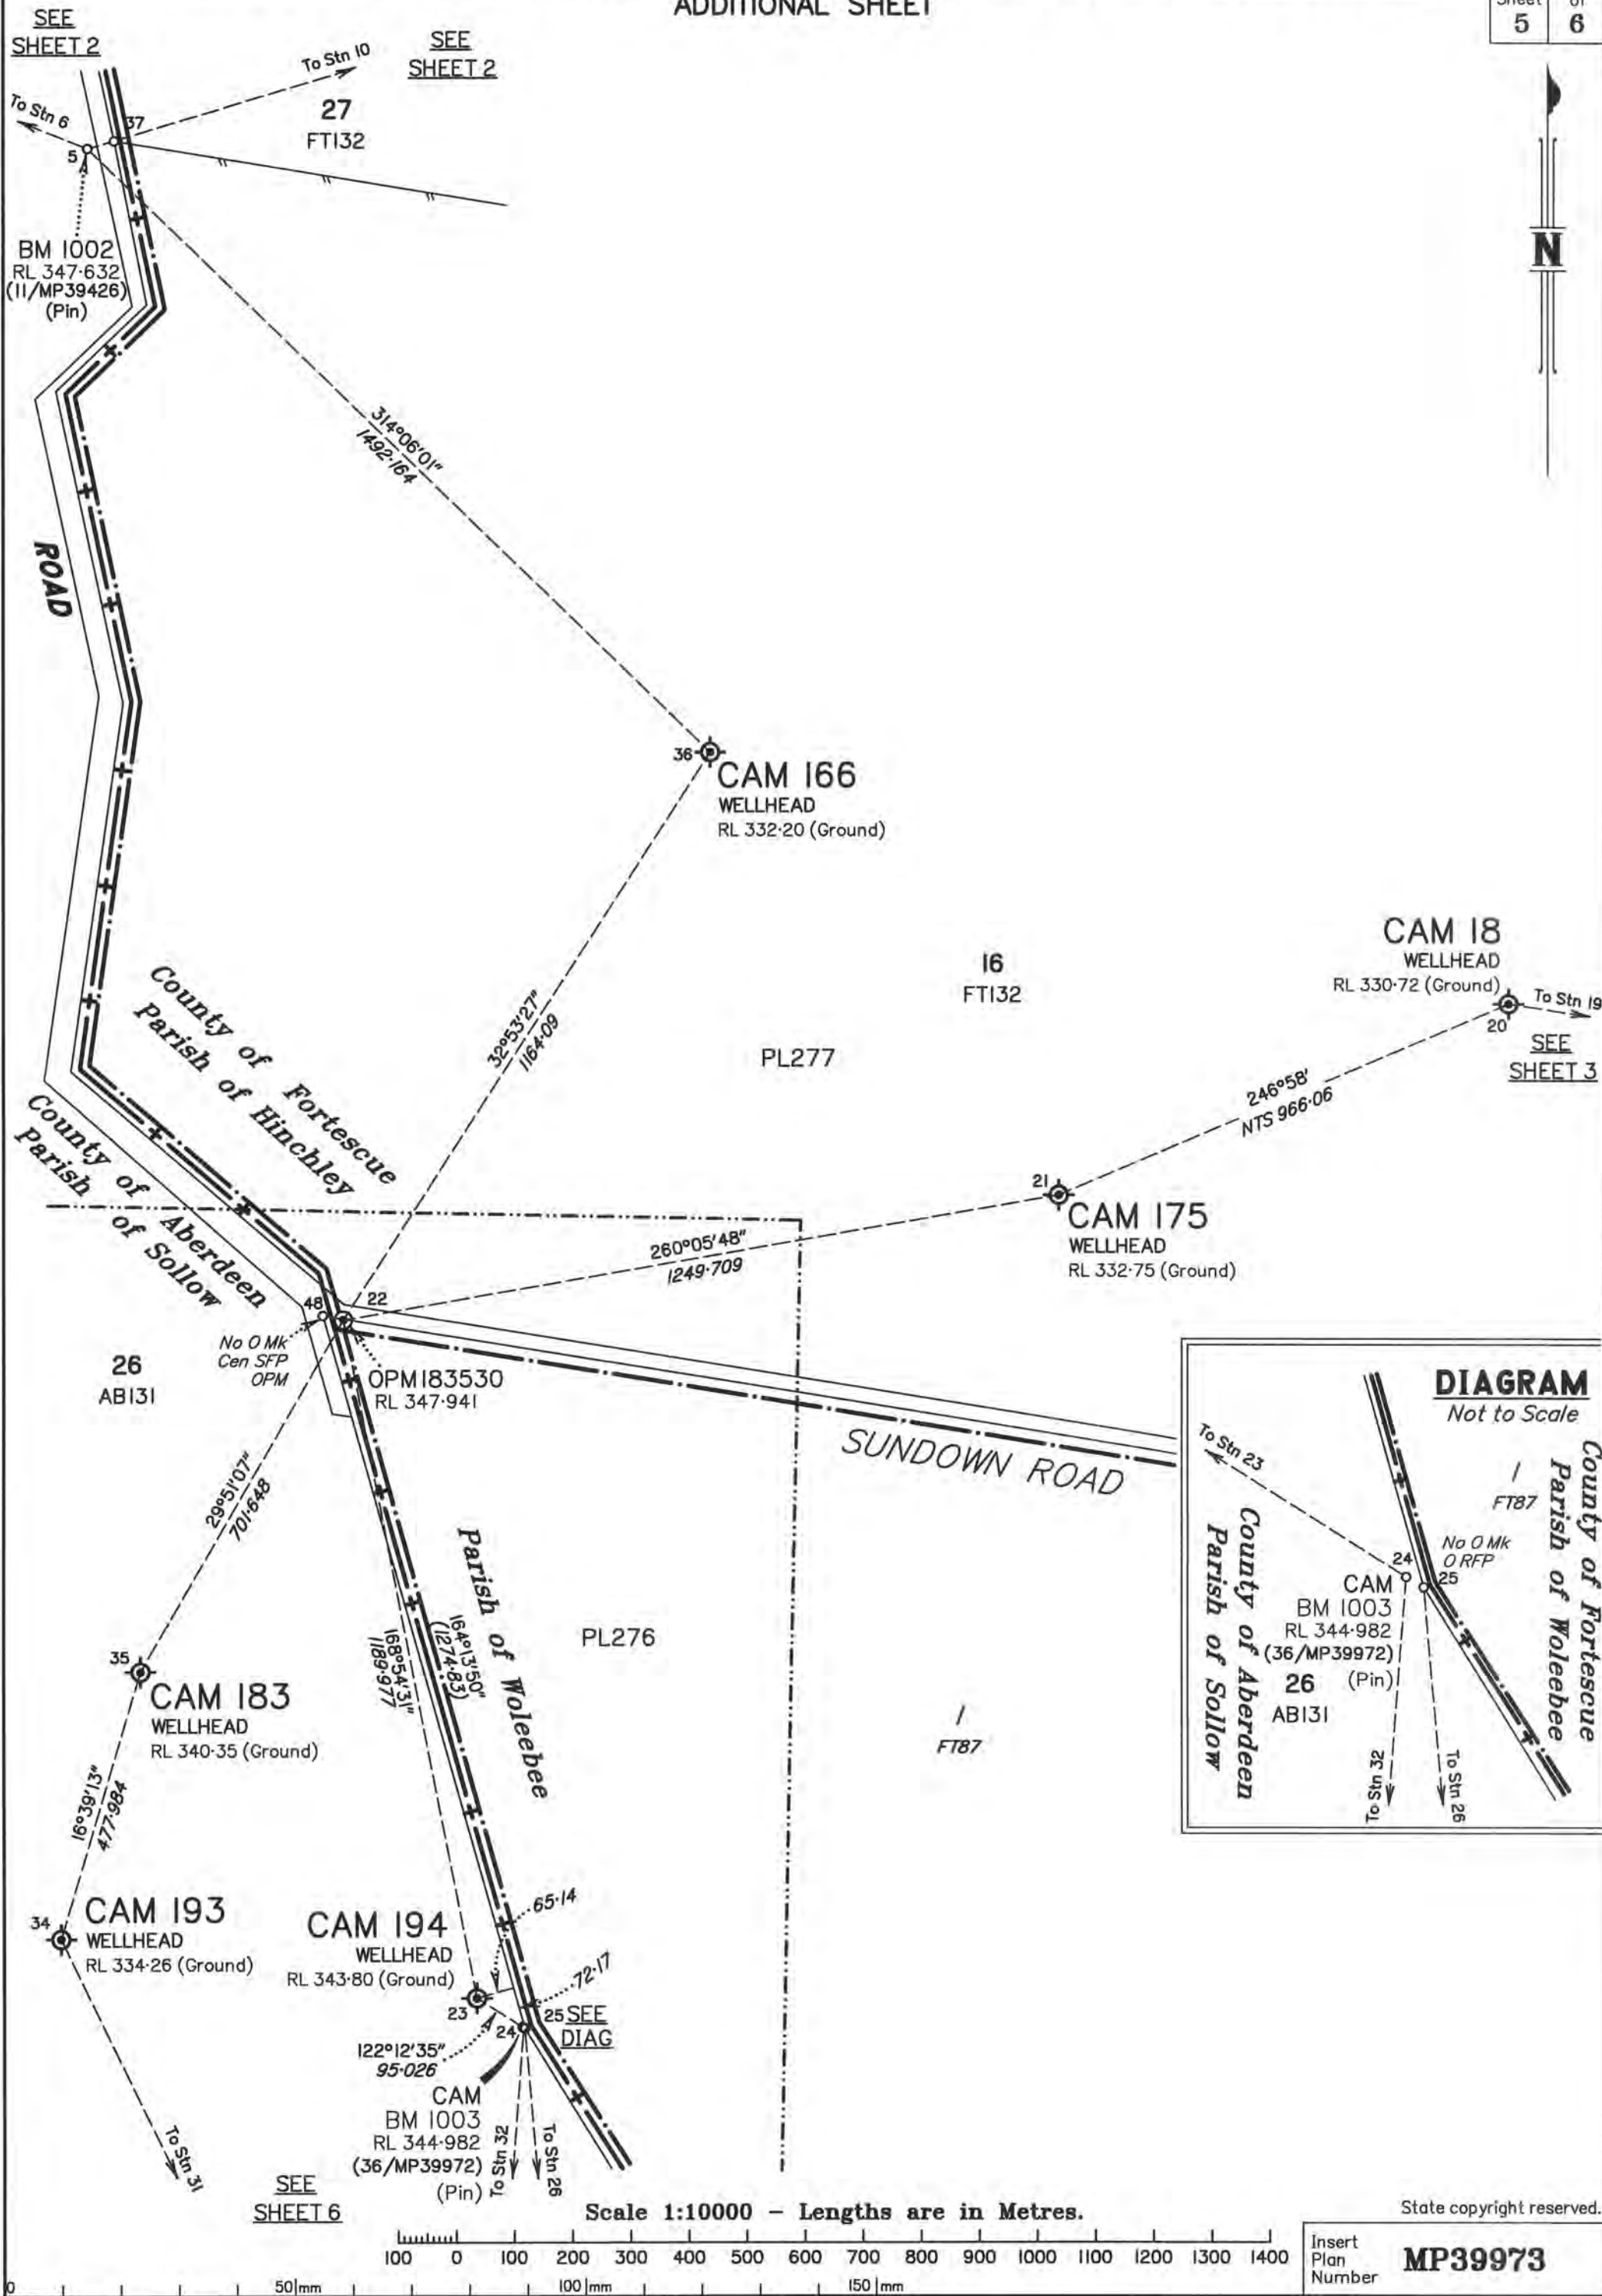 ADDITIONAL SHEET
Sheet of
5 6
SEE
SHEET 2
SEE
SHEET 2
To Stn 10
To Stn 6
27
FT132
37
5
N
BM 1002
RL 347·632
(11/MP39426)
(Pin)
314°06'01"
1492·164
ROAD
36
CAM 166
WELLHEAD
RL 332·20 (Ground)
CAM 18
WELLHEAD
RL 330·72 (Ground)
To Stn 19
20
SEE
SHEET 3
16
FT132
County of Fortescue
Parish of Hinchley
32°53'27"
1164·09
PL277
246°58'
NTS 966·06
County of Aberdeen
Parish of Sollow
21
CAM 175
WELLHEAD
RL 332·75 (Ground)
260°05'48"
1249·709
48
22
No O Mk
Cen SFP
OPM
26
AB131
OPM183530
RL 347·941
SUNDOWN ROAD
DIAGRAM
Not to Scale
To Stn 23
1
FT87
County of Fortescue
Parish of Woleebee
No O Mk
O RFP
24
25
CAM
BM 1003
RL 344·982
(36/MP39972)
(Pin)
26
AB131
County of Aberdeen
Parish of Sollow
To Stn 32
To Stn 26
29°51'07"
701·648
Parish of Woleebee
164°13'50"
(1274·83)
168°54'31"
1189·977
PL276
35
CAM 183
WELLHEAD
RL 340·35 (Ground)
1
FT87
16°39'13"
477·984
34
CAM 193
WELLHEAD
RL 334·26 (Ground)
CAM 194
WELLHEAD
RL 343·80 (Ground)
65·14
72·17
23
24
25 SEE
DIAG
122°12'35"
95·026
CAM
BM 1003
RL 344·982
(36/MP39972)
(Pin)
To Stn 32
To Stn 26
To Stn 31
SEE
SHEET 6
Scale 1:10000 – Lengths are in Metres.
State copyright reserved.
100 0 100 200 300 400 500 600 700 800 900 1000 1100 1200 1300 1400
Insert
Plan
Number
MP39973
0 50 mm 100 mm 150 mm